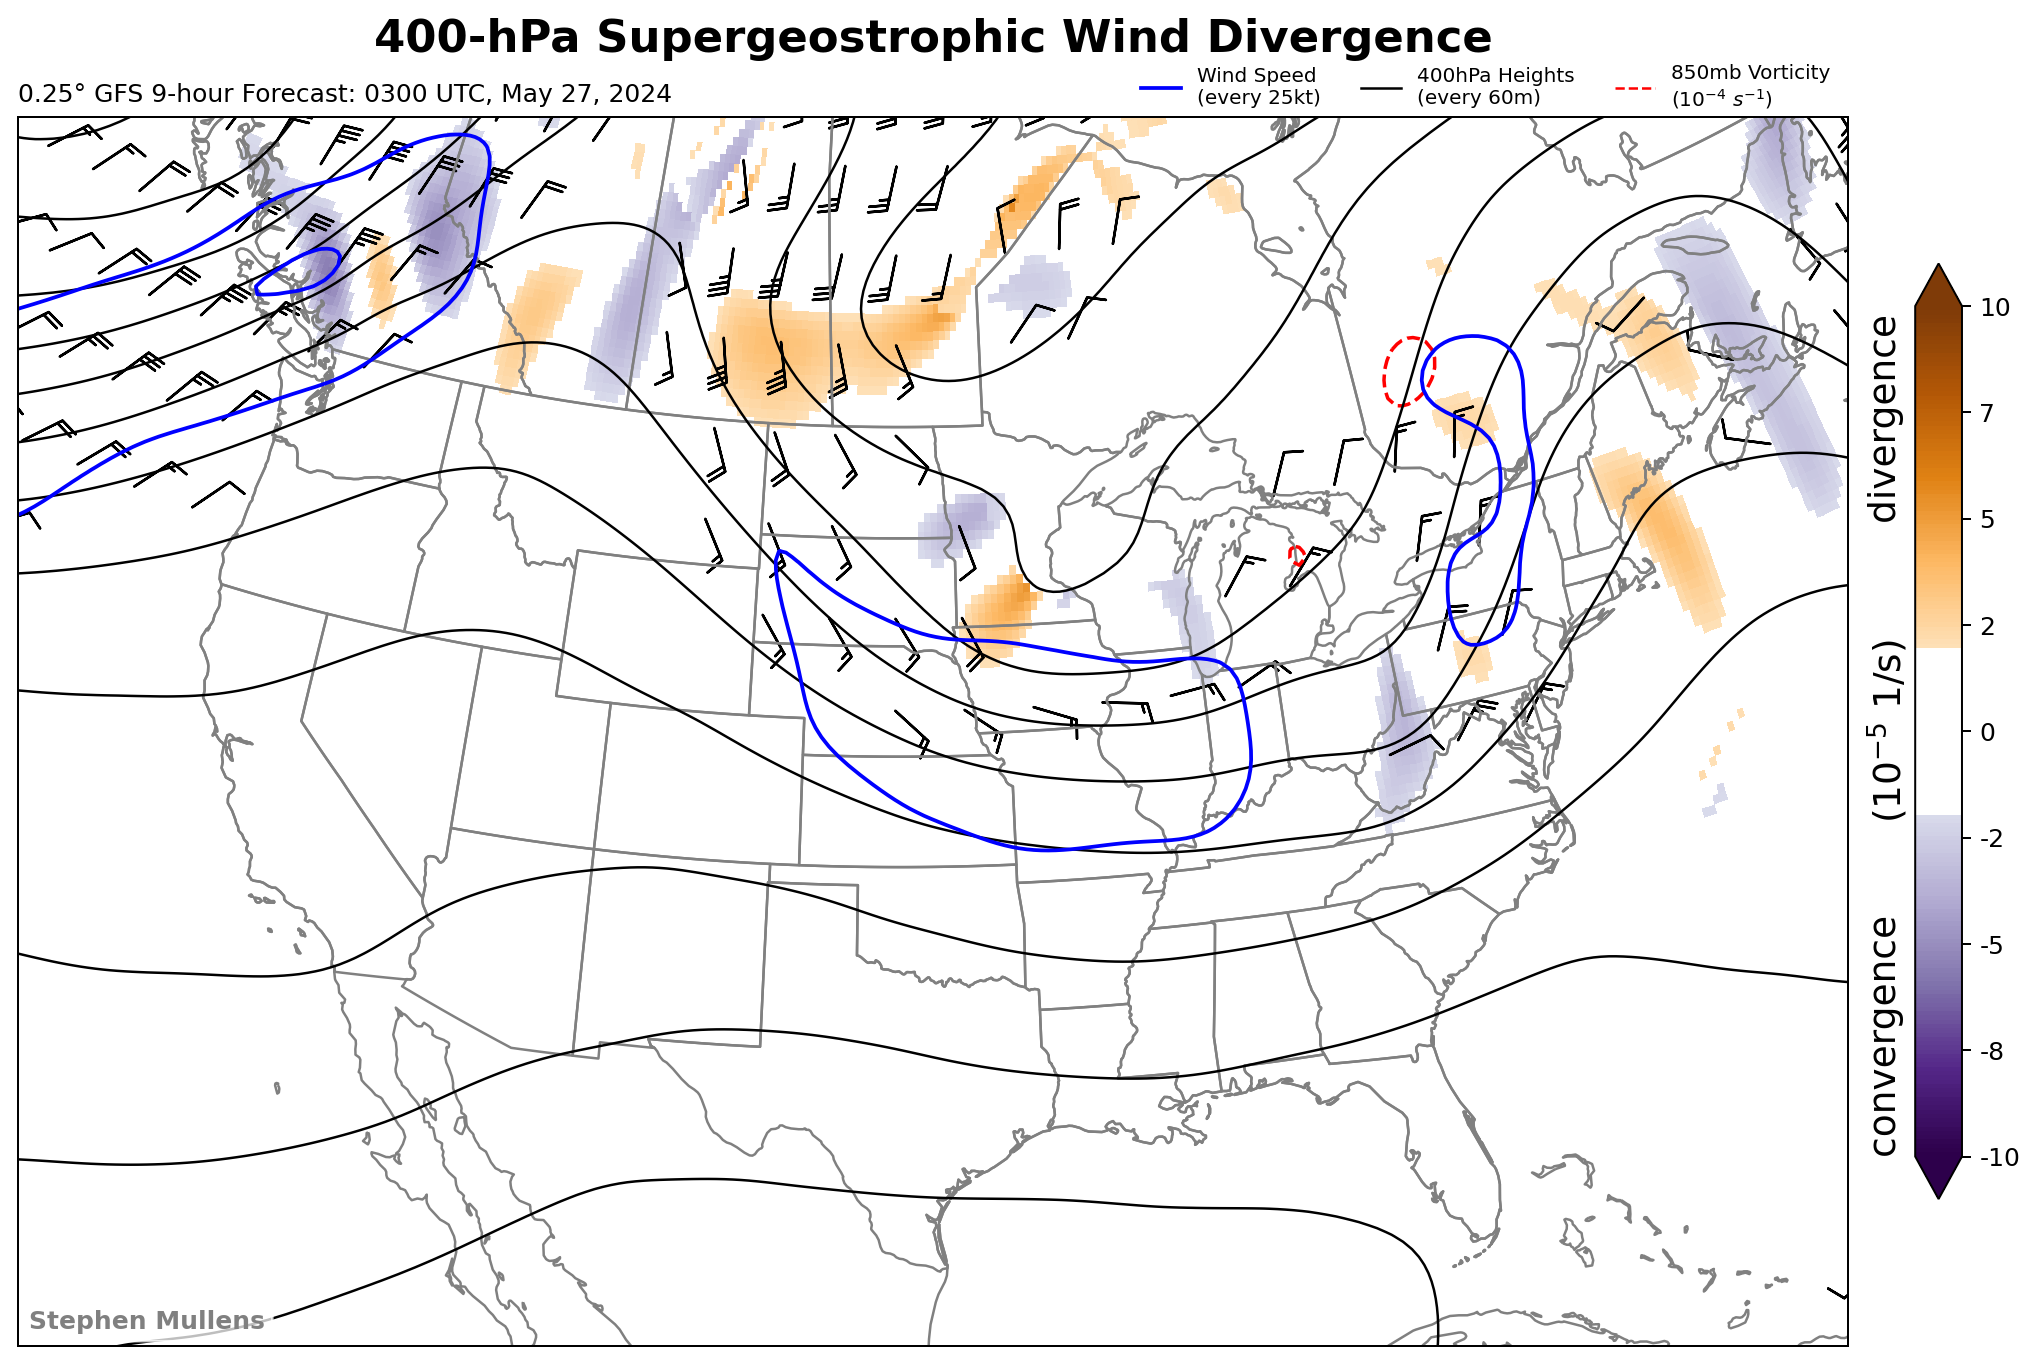 400-hPa Supergeostrophic Wind Divergence
0.25° GFS 9-hour Forecast: 0300 UTC, May 27, 2024
Wind Speed
(every 25kt)
400hPa Heights
(every 60m)
850mb Vorticity
(10⁻⁴ s⁻¹)
10
7
5
2
0
-2
-5
-8
-10
convergence (10⁻⁵ 1/s) divergence
Stephen Mullens